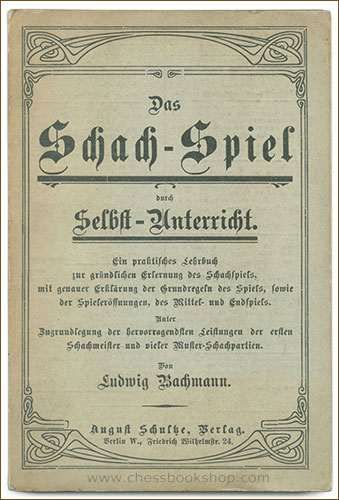 Das
Schach-Spiel
durch
Selbst-Unterricht.
Ein praktisches Lehrbuch
zur gründlichen Erlernung des Schachspiels,
mit genauer Erklärung der Grundregeln des Spiels, sowie
der Spieleröffnungen, des Mittel- und Endspiels.
Unter
Zugrundlegung der hervorragendsten Leistungen der ersten
Schachmeister und vieler Muster-Schachpartien.
Von
Ludwig Bachmann.
August Schultze, Verlag.
Berlin W., Friedrich Wilhelmstr. 24.
www.chessbookshop.com